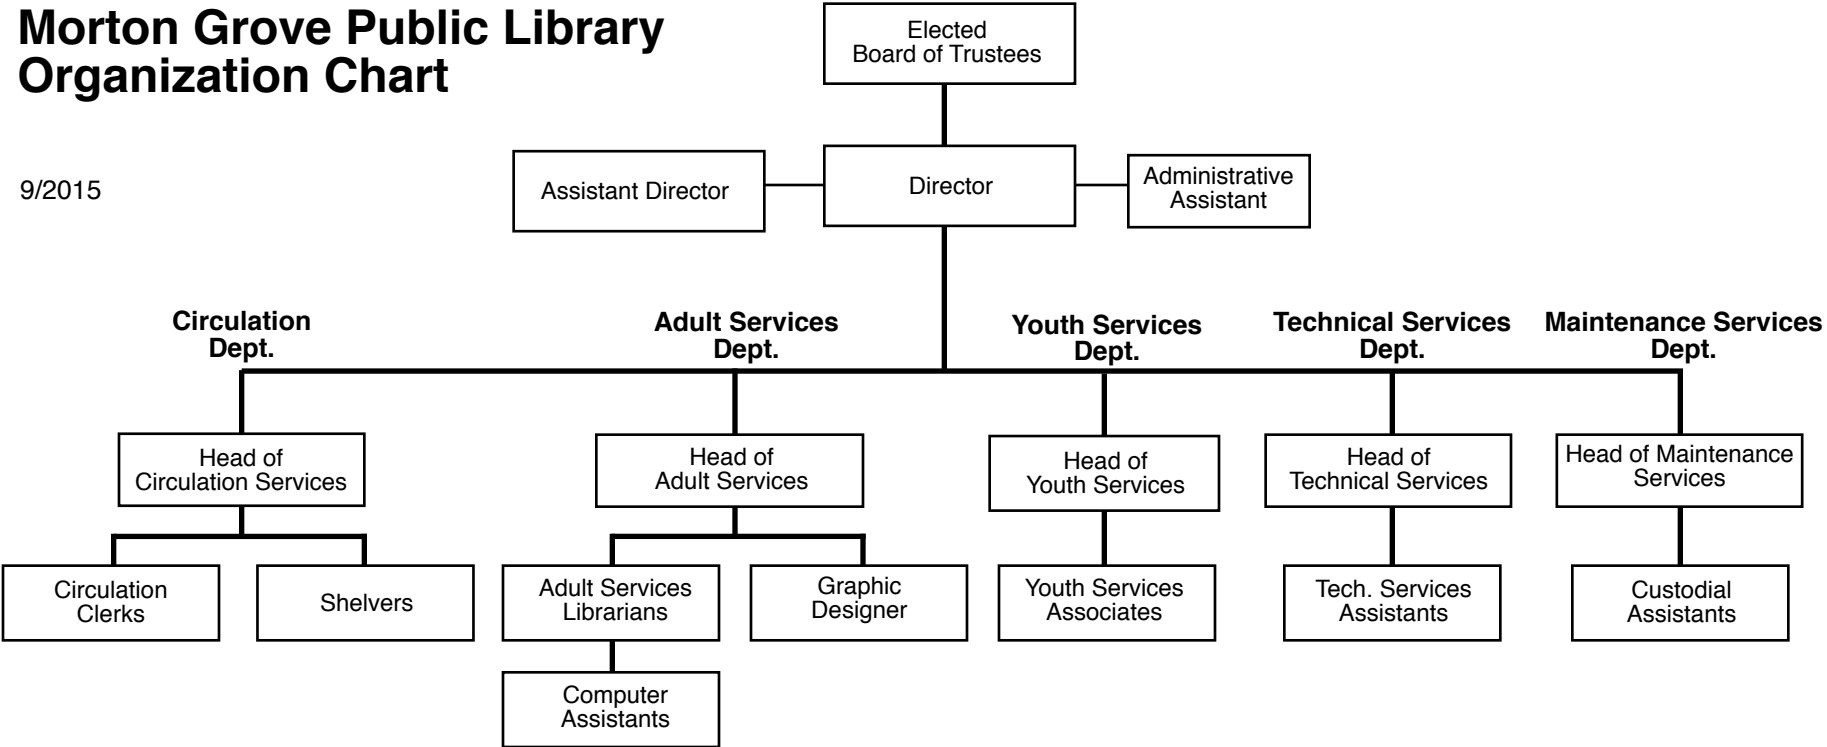 Morton Grove Public Library
Organization Chart
9/2015
Elected
Board of Trustees
Assistant Director
Director
Administrative
Assistant
Circulation
Dept.
Adult Services
Dept.
Youth Services
Dept.
Technical Services
Dept.
Maintenance Services
Dept.
Head of
Circulation Services
Head of
Adult Services
Head of
Youth Services
Head of
Technical Services
Head of Maintenance
Services
Circulation
Clerks
Shelvers
Adult Services
Librarians
Graphic
Designer
Youth Services
Associates
Tech. Services
Assistants
Custodial
Assistants
Computer
Assistants